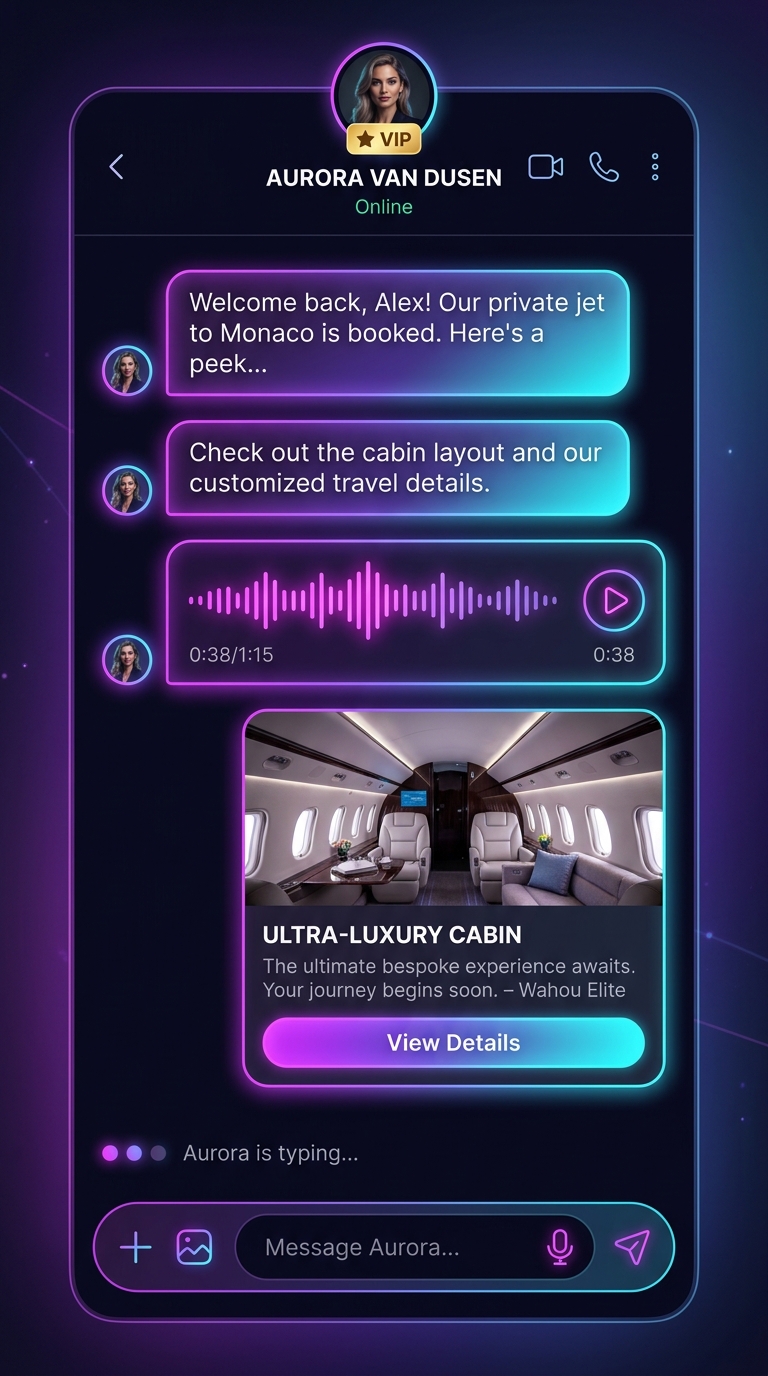 VIP
AURORA VAN DUSEN
Online
Welcome back, Alex! Our private jet
to Monaco is booked. Here's a
peek...
Check out the cabin layout and our
customized travel details.
0:38/1:15
0:38
ULTRA-LUXURY CABIN
The ultimate bespoke experience awaits.
Your journey begins soon. – Wahou Elite
View Details
Aurora is typing...
Message Aurora...